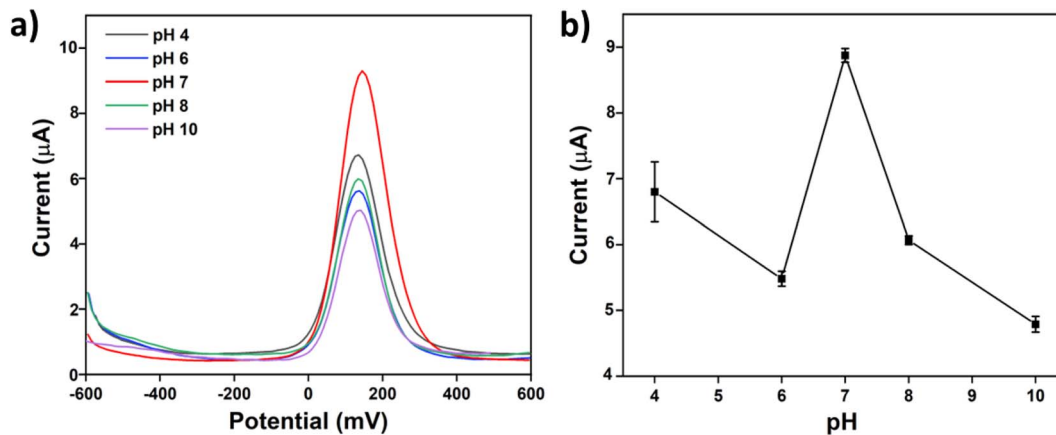 a)
pH 4
pH 6
pH 7
pH 8
pH 10
Current (μA)
10
8
6
4
2
0
-600 -400 -200 0 200 400 600
Potential (mV)
b)
Current (μA)
9
8
7
6
5
4
4 5 6 7 8 9 10
pH